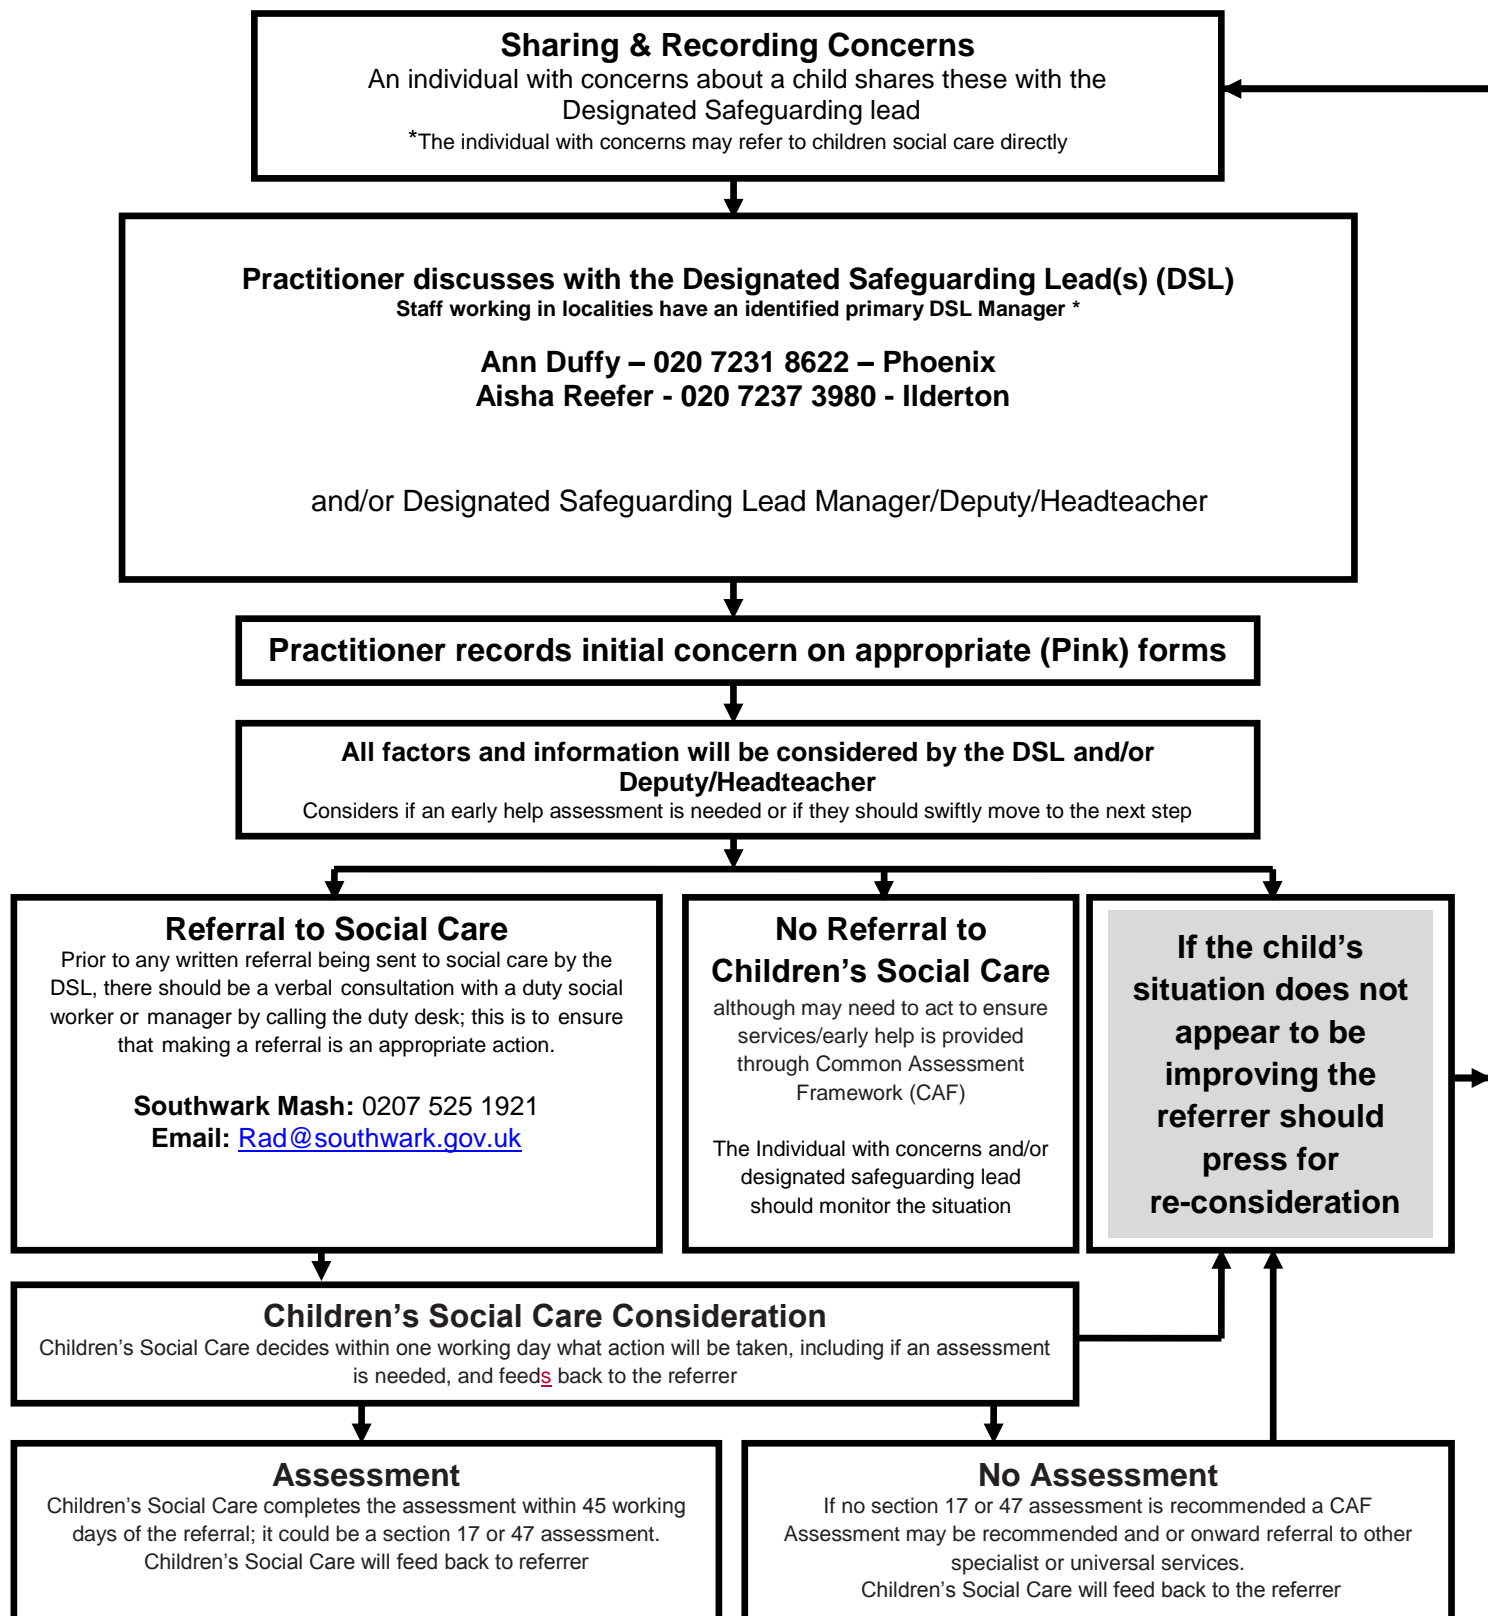 Sharing & Recording Concerns
An individual with concerns about a child shares these with the
Designated Safeguarding lead
*The individual with concerns may refer to children social care directly
Practitioner discusses with the Designated Safeguarding Lead(s) (DSL)
Staff working in localities have an identified primary DSL Manager *
Ann Duffy – 020 7231 8622 – Phoenix
Aisha Reefer - 020 7237 3980 - Ilderton
and/or Designated Safeguarding Lead Manager/Deputy/Headteacher
Practitioner records initial concern on appropriate (Pink) forms
All factors and information will be considered by the DSL and/or
Deputy/Headteacher
Considers if an early help assessment is needed or if they should swiftly move to the next step
Referral to Social Care
Prior to any written referral being sent to social care by the
DSL, there should be a verbal consultation with a duty social
worker or manager by calling the duty desk; this is to ensure
that making a referral is an appropriate action.
Southwark Mash: 0207 525 1921
Email: Rad@southwark.gov.uk
No Referral to
Children’s Social Care
although may need to act to ensure
services/early help is provided
through Common Assessment
Framework (CAF)
The Individual with concerns and/or
designated safeguarding lead
should monitor the situation
If the child’s
situation does not
appear to be
improving the
referrer should
press for
re-consideration
Children’s Social Care Consideration
Children’s Social Care decides within one working day what action will be taken, including if an assessment
is needed, and feeds back to the referrer
Assessment
Children’s Social Care completes the assessment within 45 working
days of the referral; it could be a section 17 or 47 assessment.
Children’s Social Care will feed back to referrer
No Assessment
If no section 17 or 47 assessment is recommended a CAF
Assessment may be recommended and or onward referral to other
specialist or universal services.
Children’s Social Care will feed back to the referrer